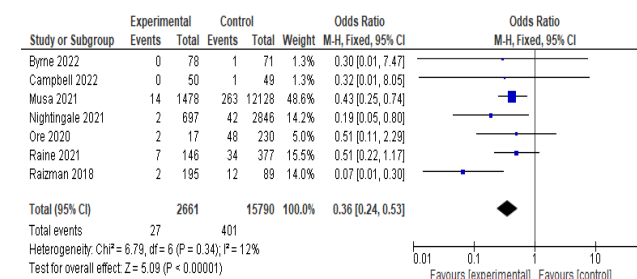 Experimental Control Odds Ratio Odds Ratio
Study or Subgroup Events Total Events Total Weight M-H, Fixed, 95% CI M-H, Fixed, 95% CI
Byrne 2022 0 78 1 71 1.3% 0.30 [0.01, 7.47]
Campbell 2022 0 50 1 49 1.3% 0.32 [0.01, 8.05]
Musa 2021 14 1478 263 12128 48.6% 0.43 [0.25, 0.74]
Nightingale 2021 2 697 42 2846 14.0% 0.19 [0.05, 0.80]
Ore 2020 2 17 48 230 5.0% 0.51 [0.11, 2.29]
Raine 2021 7 146 34 377 15.5% 0.51 [0.22, 1.17]
Raizman 2018 2 195 12 89 14.0% 0.07 [0.01, 0.30]
Total (95% CI) 2661 15790 100.0% 0.36 [0.24, 0.53]
Total events 27 401
Heterogeneity: Chi² = 6.79, df = 6 (P = 0.34); I² = 12%
Test for overall effect: Z = 5.09 (P < 0.00001)
0.01 0.1 1 10
Favours [experimental] Favours [control]